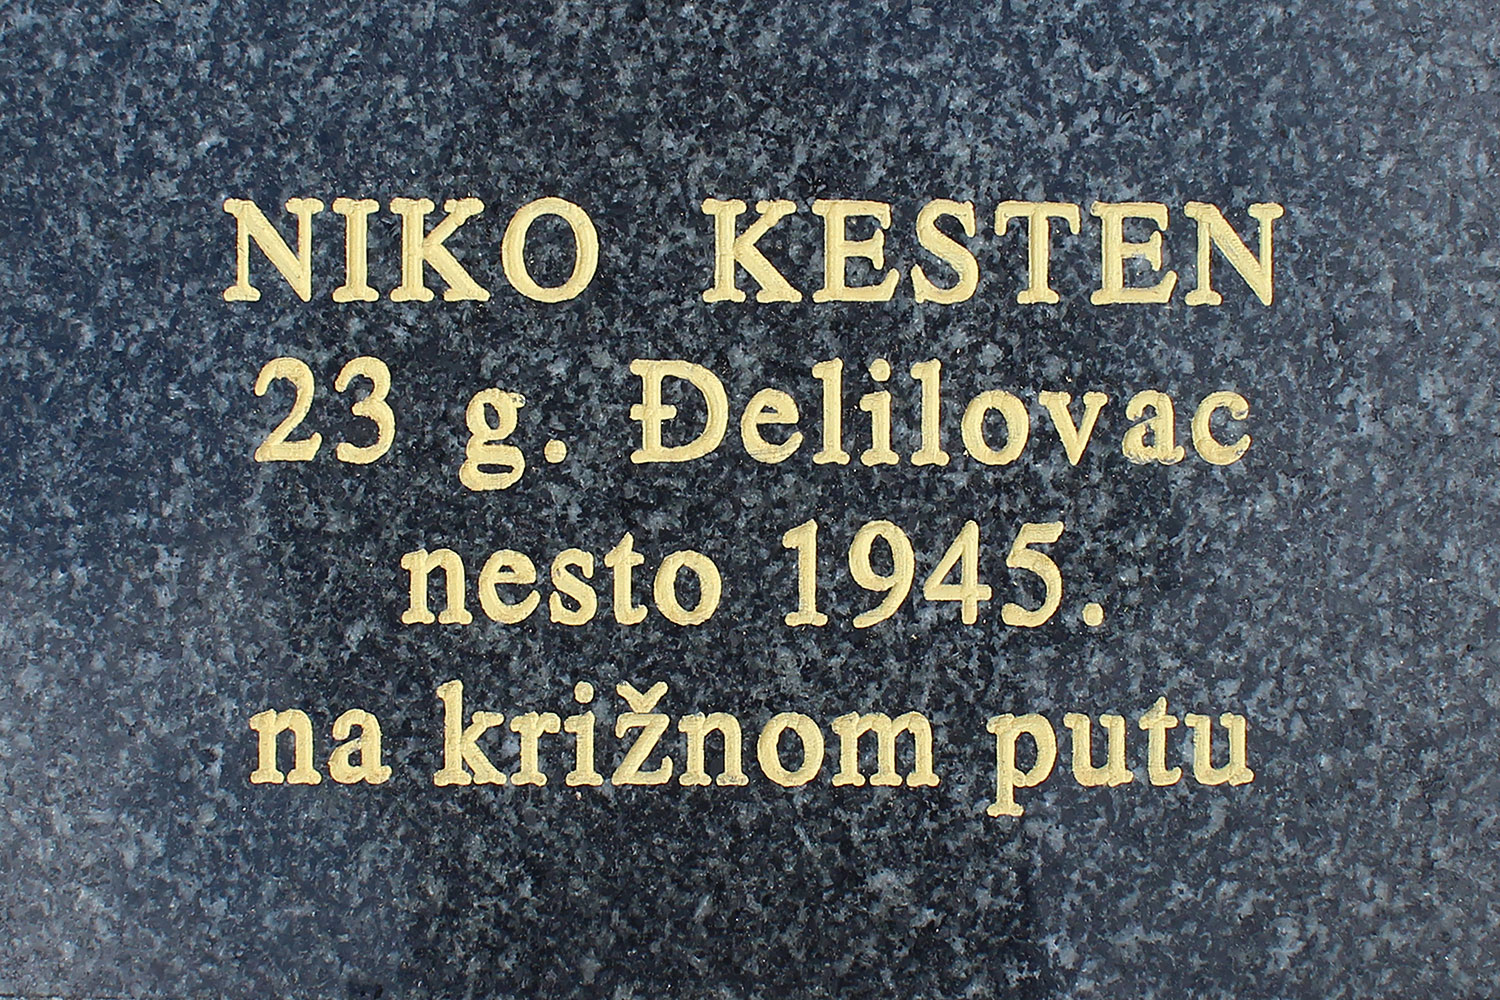 NIKO KESTEN
23 g. Đelilovac
nesto 1945.
na križnom putu